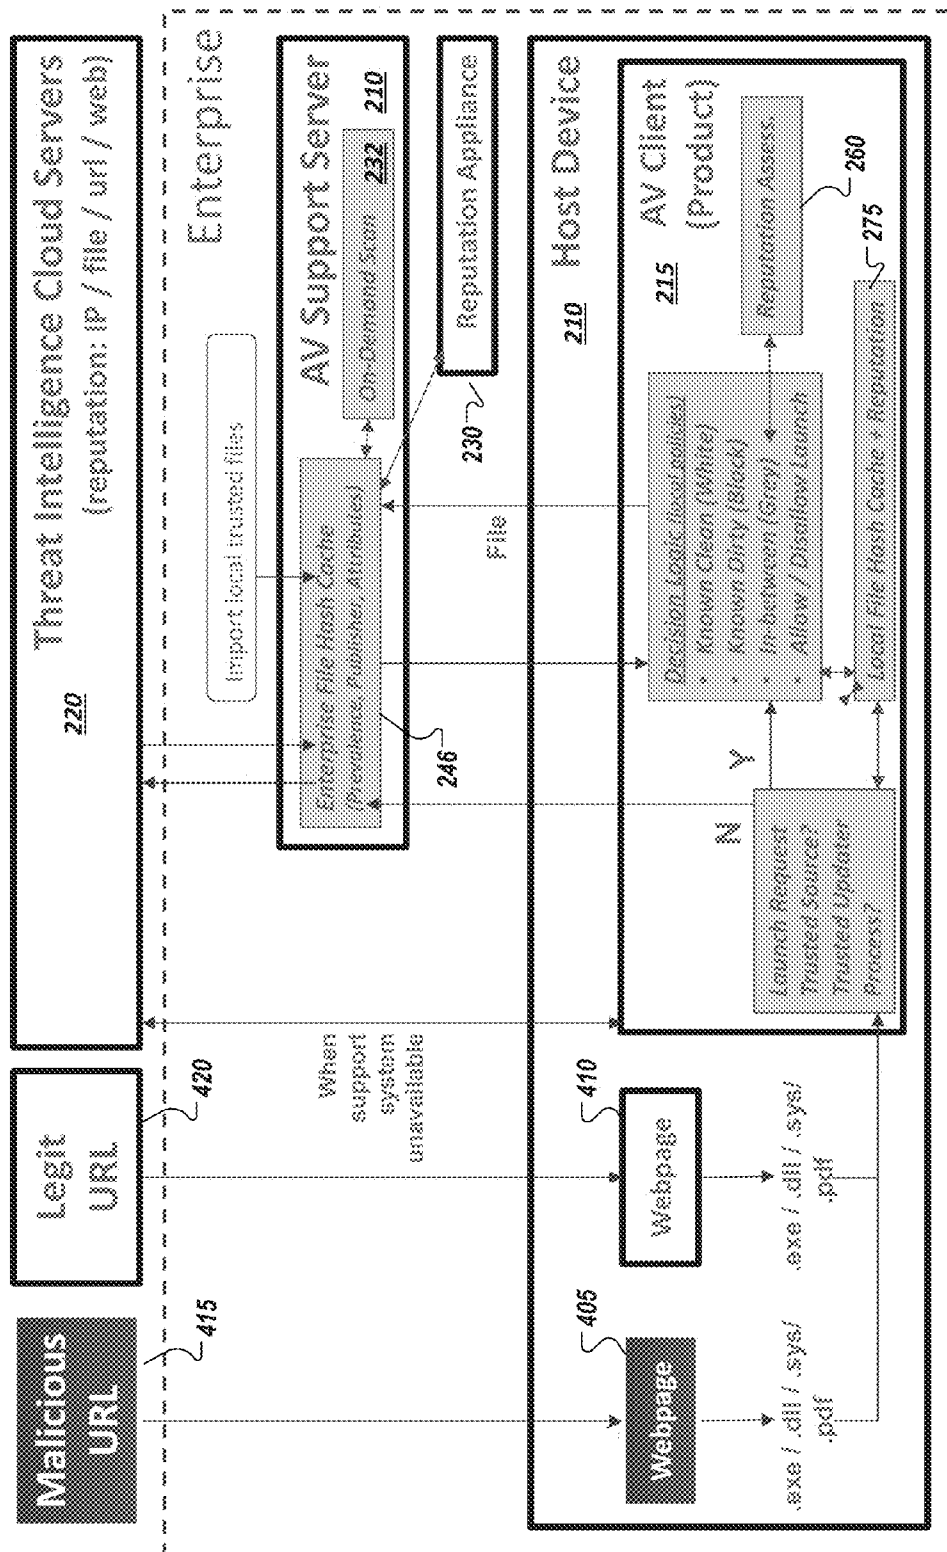 Malicious
URL
415
Legit
URL
420
Threat Intelligence Cloud Servers
(reputation: IP / file / url / web)
220
Enterprise
Import local trusted files
AV Support Server
210
Enterprise File Hash Cache
(Prevalence, Publisher, Attributes)
246
On-Demand Scan
232
Reputation Appliance
230
When
support
system
unavailable
File
Host Device
210
Webpage
405
.exe / .dll / .sys/
.pdf
Webpage
410
.exe / .dll / .sys/
.pdf
AV Client
(Product)
215
N
Y
Launch Request
Trusted Source?
Trusted Updater
Process?
Decision Logic
• Known Clean (White)
• Known Dirty (Black)
• In-between (Grey)
• Allow / Disallow Launch
Reputation Assess.
260
Local File Hash Cache + Reputation
275